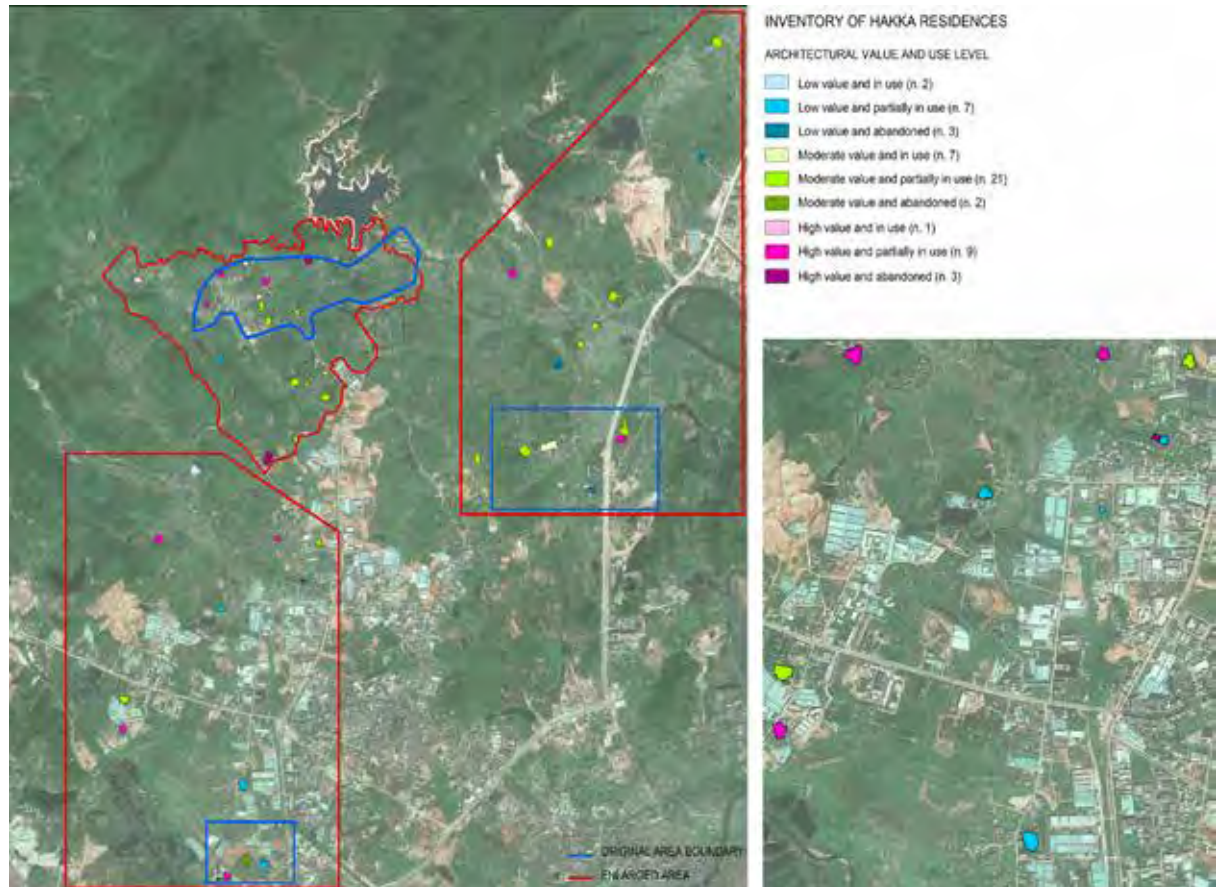 INVENTORY OF HAKKA RESIDENCES
ARCHITECTURAL VALUE AND USE LEVEL
Low value and in use (n. 2)
Low value and partially in use (n. 7)
Low value and abandoned (n. 3)
Moderate value and in use (n. 7)
Moderate value and partially in use (n. 21)
Moderate value and abandoned (n. 2)
High value and in use (n. 1)
High value and partially in use (n. 9)
High value and abandoned (n. 3)
ORIGINAL AREA BOUNDARY
ENLARGED AREA